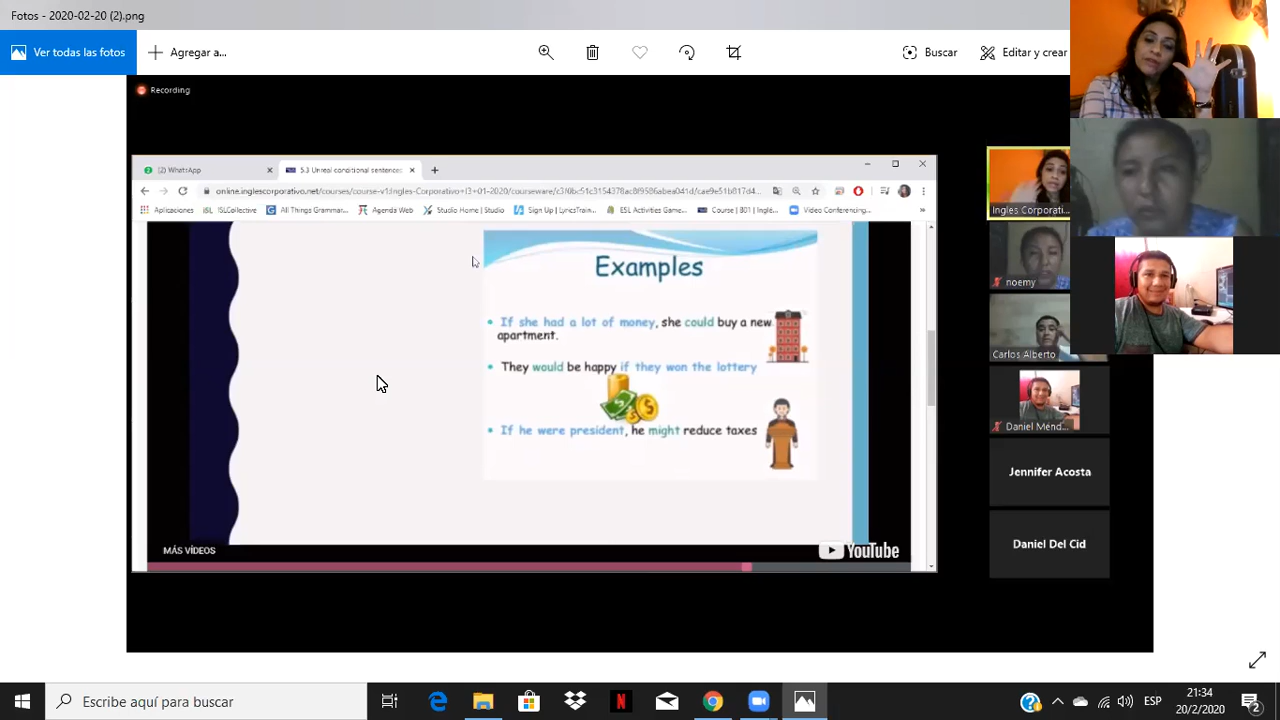 Fotos - 2020-02-20 (2).png
Ver todas las fotos
Agregar a...
Buscar
Editar y crear
Recording
(2) WhatsApp
5.3 Unreal conditional sentences
Aplicaciones
iSLCollective
All Things Grammar...
Agenda Web
Studio Home | Studio
Sign Up | LyricsTrain...
ESL Activities Game...
Course | B01 | Inglé...
Video Conferencing...
»
Examples
• If she had a lot of money, she could buy a new
apartment.
• They would be happy if they won the lottery
• If he were president, he might reduce taxes
MÁS VÍDEOS
YouTube
Ingles Corporati...
noemy
Carlos Alberto
Daniel Mend...
Jennifer Acosta
Daniel Del Cid
Escribe aquí para buscar
ESP
21:34
20/2/2020
2